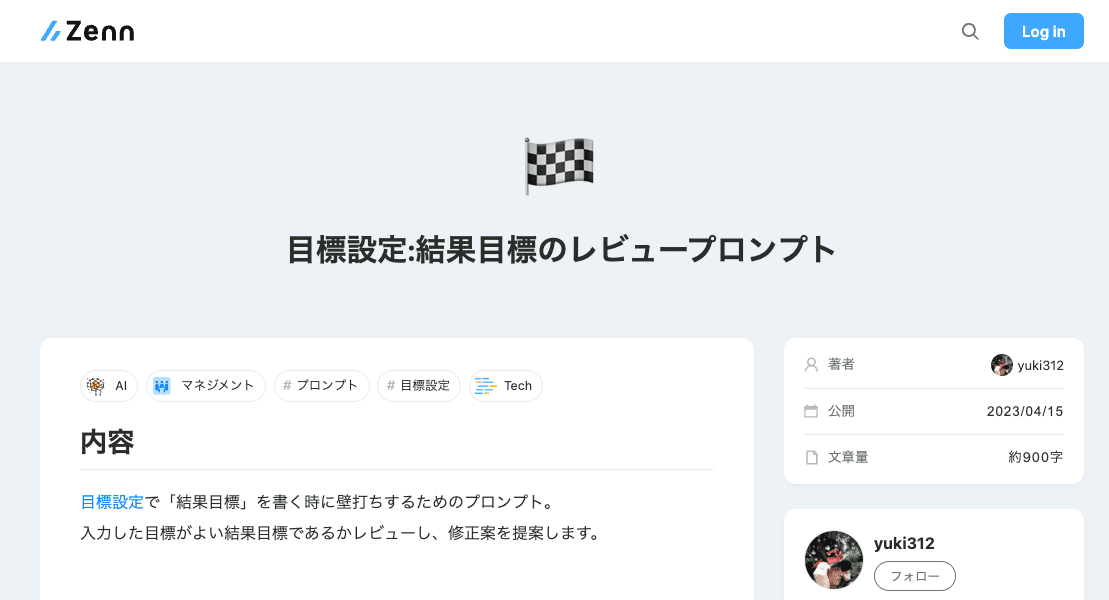 Zenn
Log in
目標設定:結果目標のレビュープロンプト
AI
マネジメント
# プロンプト
# 目標設定
Tech
内容
目標設定で「結果目標」を書く時に壁打ちするためのプロンプト。
入力した目標がよい結果目標であるかレビューし、修正案を提案します。
著者
yuki312
公開
2023/04/15
文章量
約900字
yuki312
フォロー